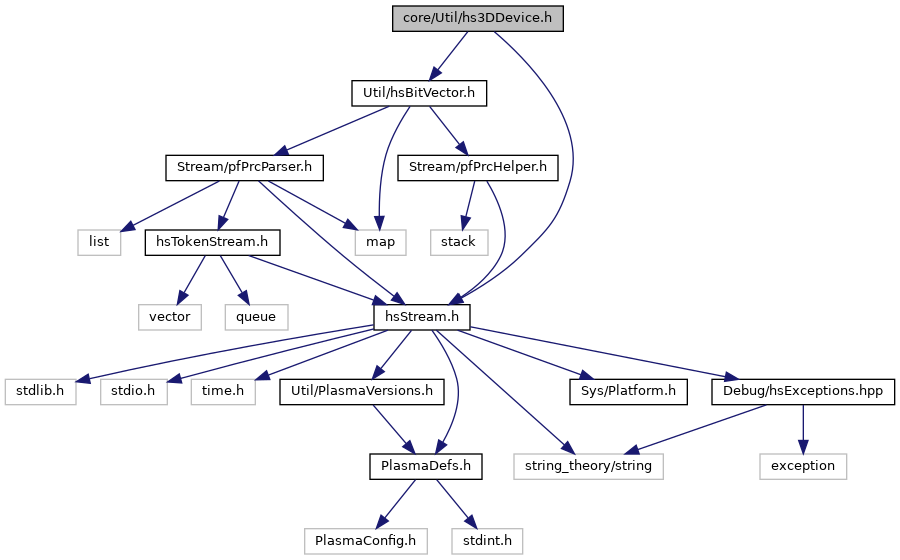 core/Util/hs3DDevice.h
Util/hsBitVector.h
Stream/pfPrcParser.h
Stream/pfPrcHelper.h
list
hsTokenStream.h
map
stack
vector
queue
hsStream.h
stdlib.h
stdio.h
time.h
Util/PlasmaVersions.h
Sys/Platform.h
Debug/hsExceptions.hpp
PlasmaDefs.h
string_theory/string
exception
PlasmaConfig.h
stdint.h